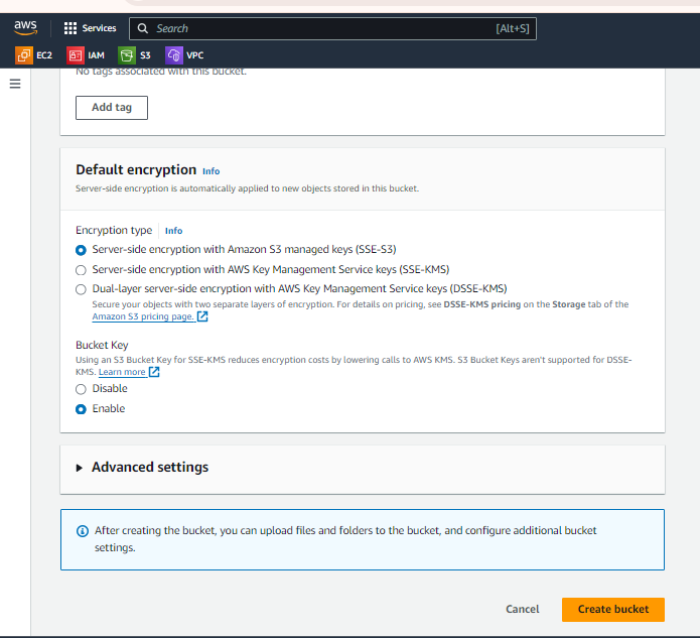 aws
Services
Search
[Alt+S]
EC2
IAM
S3
VPC
No tags associated with this bucket.
Add tag
Default encryption Info
Server-side encryption is automatically applied to new objects stored in this bucket.
Encryption type Info
Server-side encryption with Amazon S3 managed keys (SSE-S3)
Server-side encryption with AWS Key Management Service keys (SSE-KMS)
Dual-layer server-side encryption with AWS Key Management Service keys (DSSE-KMS)
Secure your objects with two separate layers of encryption. For details on pricing, see DSSE-KMS pricing on the Storage tab of the
Amazon S3 pricing page.
Bucket Key
Using an S3 Bucket Key for SSE-KMS reduces encryption costs by lowering calls to AWS KMS. S3 Bucket Keys aren't supported for DSSE-
KMS. Learn more
Disable
Enable
Advanced settings
After creating the bucket, you can upload files and folders to the bucket, and configure additional bucket
settings.
Cancel
Create bucket